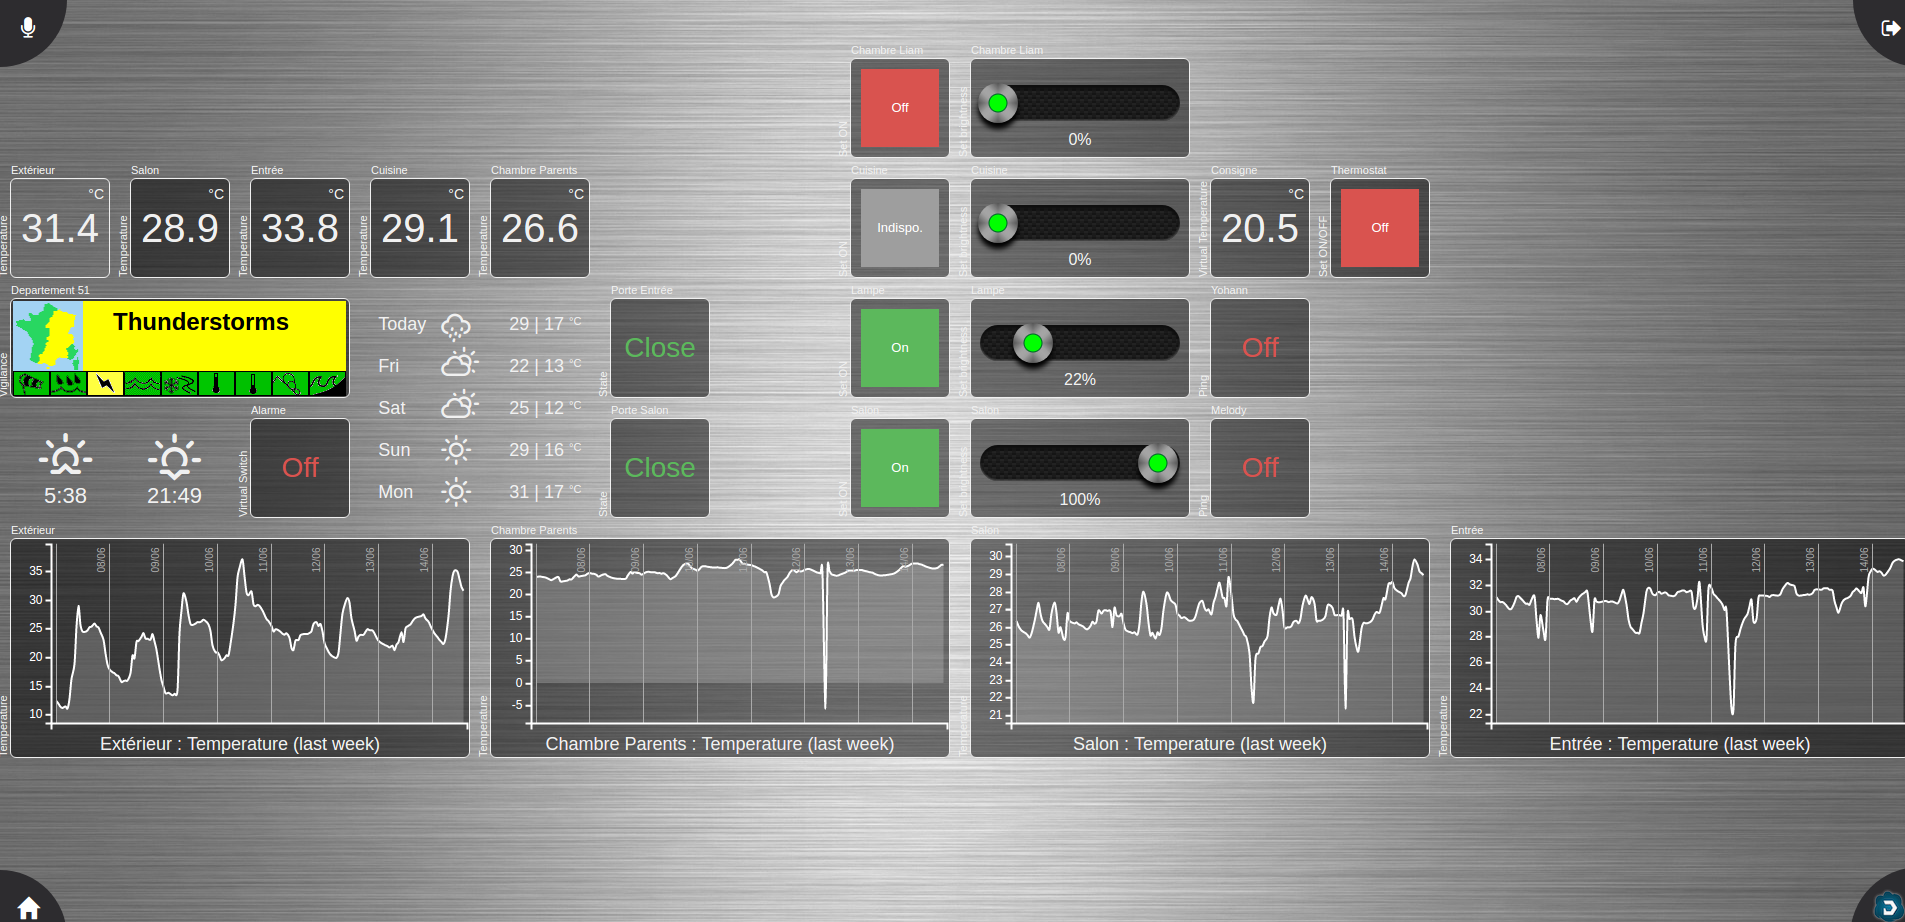 Chambre Liam
Chambre Liam
Set ON
Off
Set brightness
0%
Extérieur
Salon
Entrée
Cuisine
Chambre Parents
Cuisine
Cuisine
Consigne
Thermostat
Temperature
°C
31.4
Temperature
°C
28.9
Temperature
°C
33.8
Temperature
°C
29.1
Temperature
°C
26.6
Set ON
Indispo.
Set brightness
0%
Virtual Temperature
°C
20.5
Set ON/OFF
Off
Departement 51
Vigilance
Thunderstorms
Today
29 | 17 °C
Fri
22 | 13 °C
Sat
25 | 12 °C
Sun
29 | 16 °C
Mon
31 | 17 °C
Porte Entrée
State
Close
Lampe
Set ON
On
Lampe
Set brightness
22%
Yohann
Ping
Off
5:38
21:49
Alarme
Virtual Switch
Off
Porte Salon
State
Close
Salon
Set ON
On
Salon
Set brightness
100%
Melody
Ping
Off
Extérieur
Temperature
35
30
25
20
15
10
08/06
09/06
10/06
11/06
12/06
13/06
14/06
Extérieur : Temperature (last week)
Chambre Parents
Temperature
30
25
20
15
10
5
0
-5
08/06
09/06
12/06
13/06
Chambre Parents : Temperature (last week)
Salon
Temperature
30
29
28
27
26
25
24
23
22
21
08/06
09/06
10/06
11/06
12/06
13/06
14/06
Salon : Temperature (last week)
Entrée
Temperature
34
32
30
28
26
24
22
08/06
09/06
10/06
11/06
12/06
13/06
14/06
Entrée : Temperature (last week)